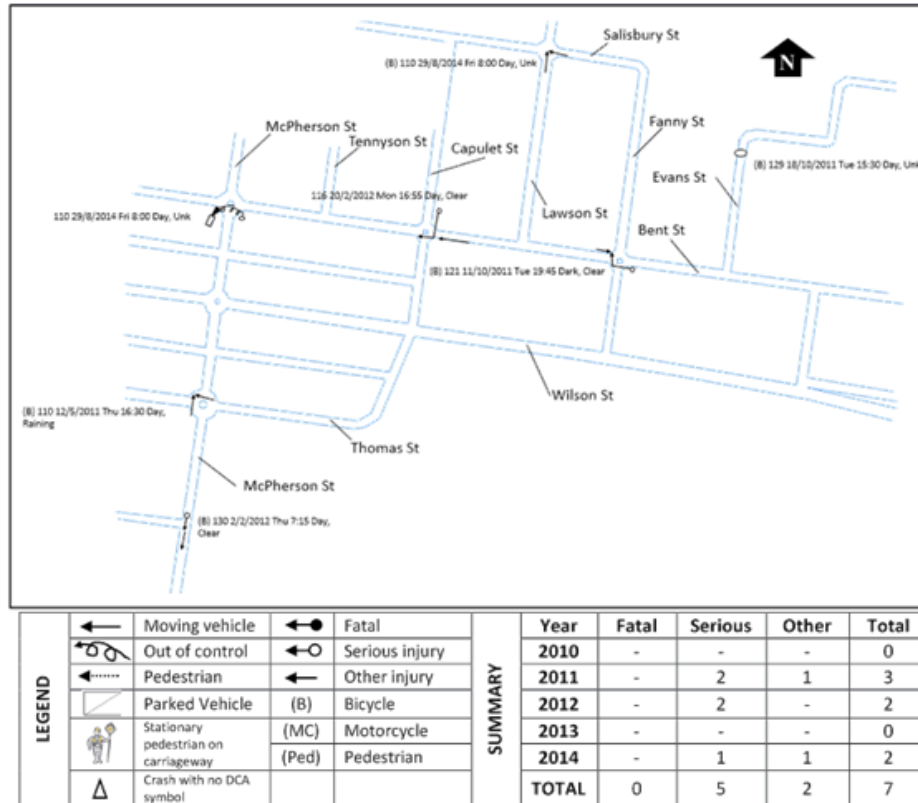 Salisbury St
(B) 110 29/8/2014 Fri 8:00 Day, Unk
N
McPherson St
Tennyson St
Capulet St
Fanny St
(B) 129 18/10/2011 Tue 15:30 Day, Unk
Evans St
116 20/2/2012 Mon 16:55 Day, Clear
Lawson St
110 29/8/2014 Fri 8:00 Day, Unk
Bent St
(B) 121 11/10/2011 Tue 19:45 Dark, Clear
Wilson St
(B) 110 12/5/2011 Thu 16:30 Day,
Raining
Thomas St
McPherson St
(B) 130 2/2/2012 Thu 7:15 Day,
Clear
LEGEND
Moving vehicle Fatal
Out of control Serious injury
Pedestrian Other injury
Parked Vehicle (B) Bicycle
Stationary
pedestrian on
carriageway
(MC) Motorcycle
(Ped) Pedestrian
Crash with no DCA
symbol
SUMMARY
Year Fatal Serious Other Total
2010 - - - 0
2011 - 2 1 3
2012 - 2 - 2
2013 - - - 0
2014 - 1 1 2
TOTAL 0 5 2 7